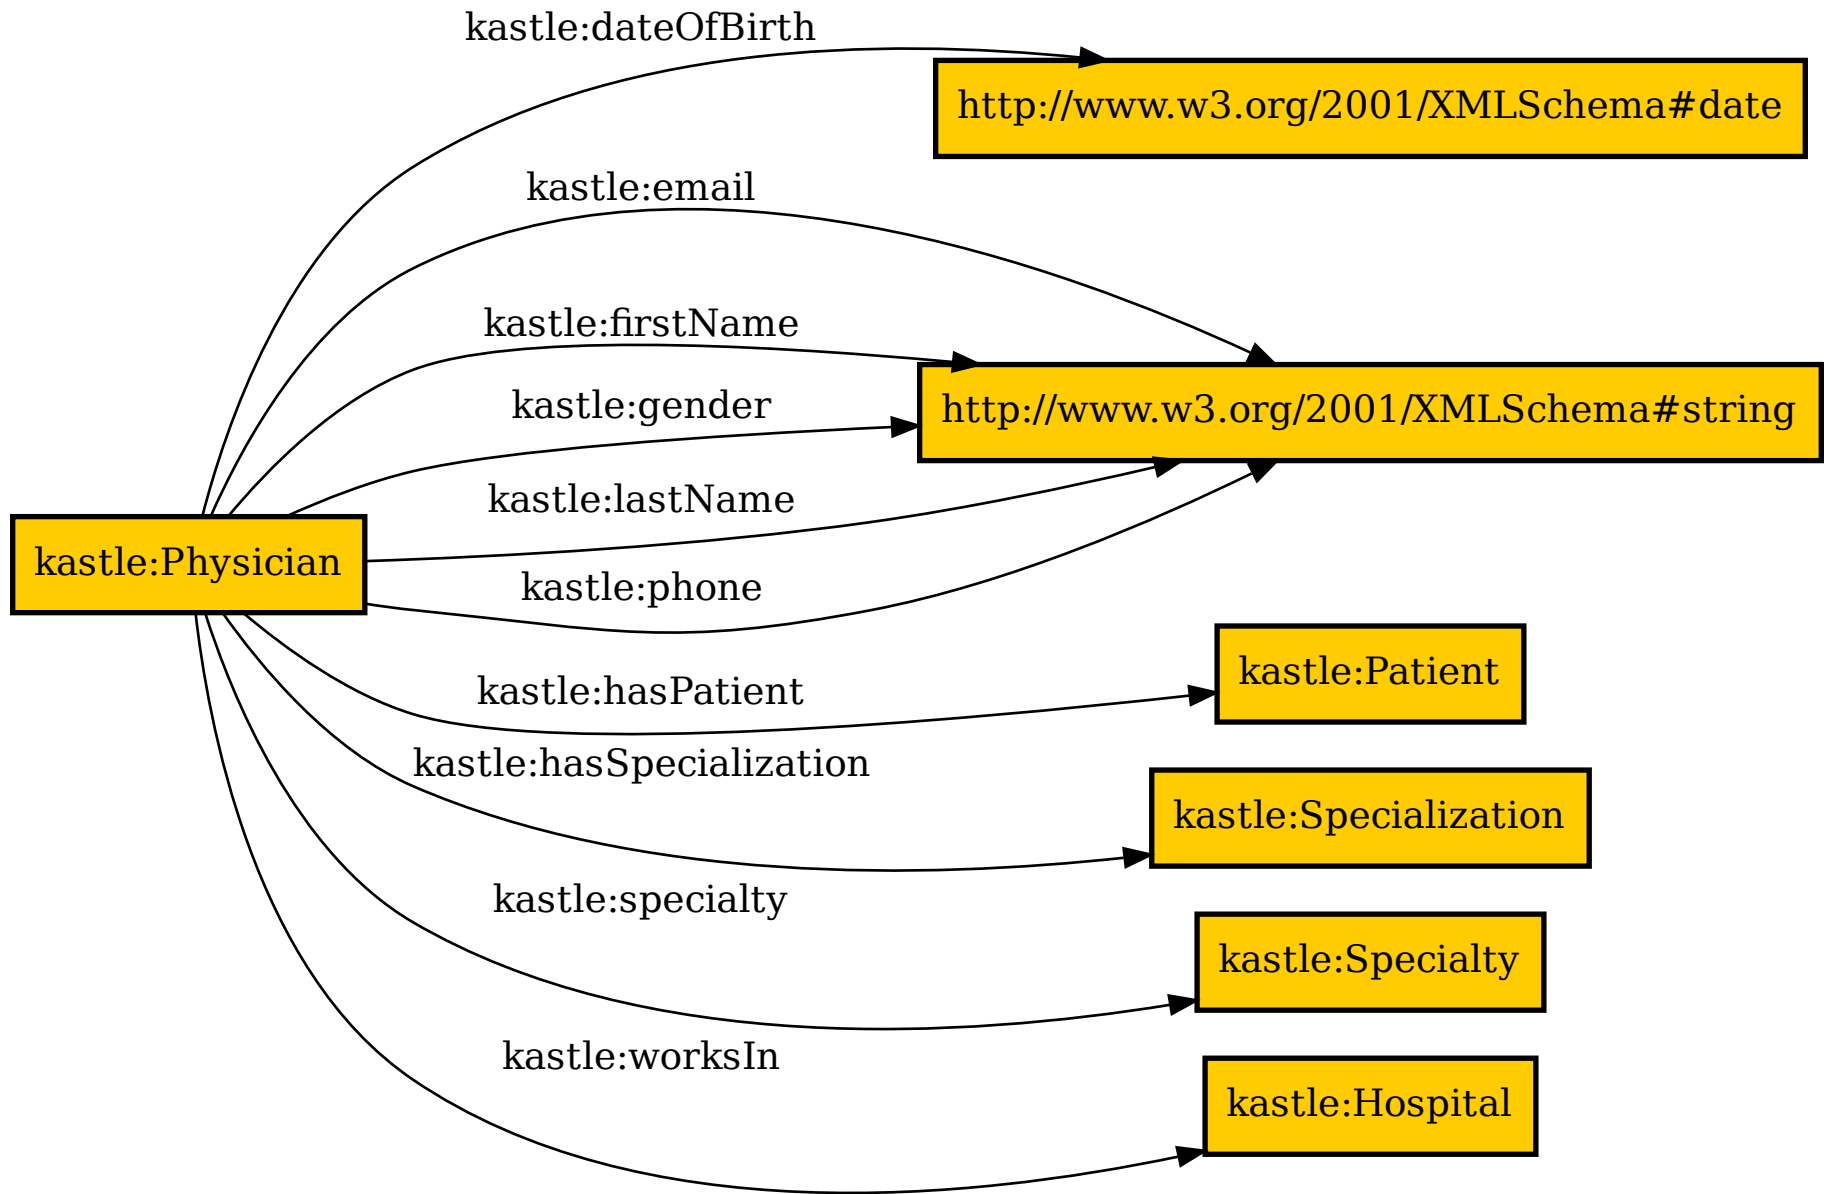 kastle:dateOfBirth
http://www.w3.org/2001/XMLSchema#date
kastle:email
kastle:firstName
kastle:gender
http://www.w3.org/2001/XMLSchema#string
kastle:lastName
kastle:Physician
kastle:phone
kastle:hasPatient
kastle:Patient
kastle:hasSpecialization
kastle:Specialization
kastle:specialty
kastle:Specialty
kastle:worksIn
kastle:Hospital